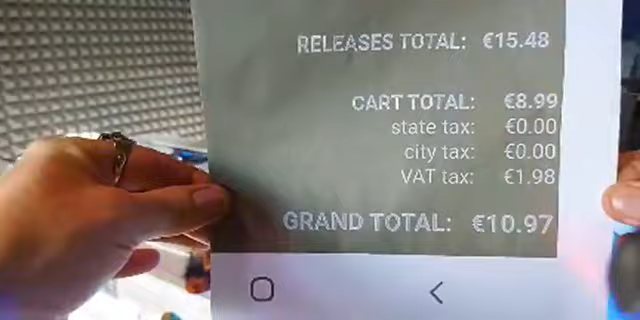 RELEASES TOTAL: €15.48
CART TOTAL: €8.99
state tax: €0.00
city tax: €0.00
VAT tax: €1.98
GRAND TOTAL: €10.97